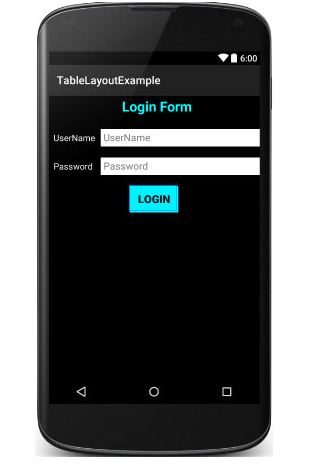 6:00
TableLayoutExample
Login Form
UserName UserName
Password Password
LOGIN